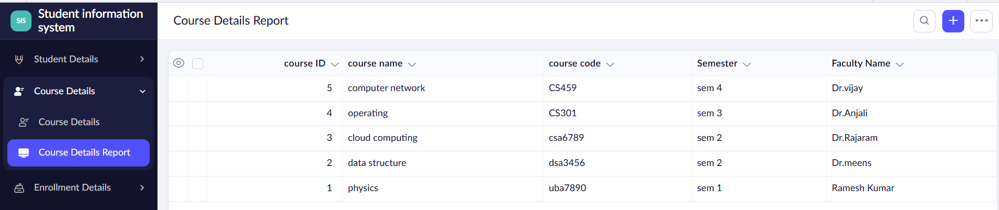 SIS
Student information
system
Student Details
Course Details
Course Details
Course Details Report
Enrollment Details
Course Details Report
course ID course name course code Semester Faculty Name
5 computer network CS459 sem 4 Dr.vijay
4 operating CS301 sem 3 Dr.Anjali
3 cloud computing csa6789 sem 2 Dr.Rajaram
2 data structure dsa3456 sem 2 Dr.meens
1 physics uba7890 sem 1 Ramesh Kumar